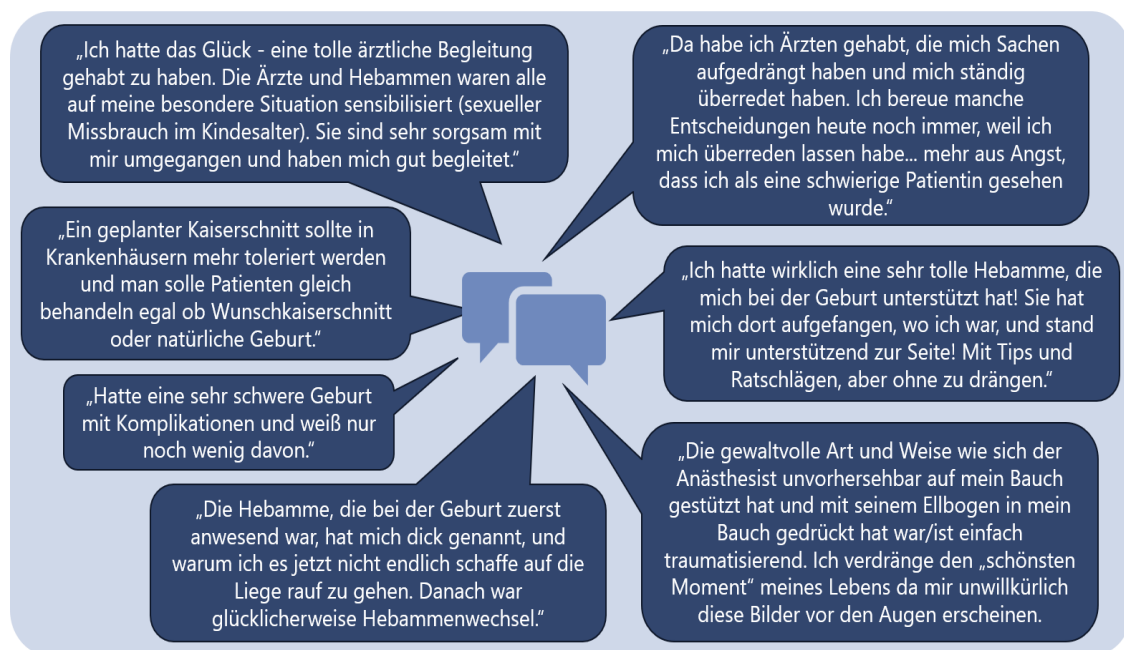 „Ich hatte das Glück - eine tolle ärztliche Begleitung
gehabt zu haben. Die Ärzte und Hebammen waren alle
auf meine besondere Situation sensibilisiert (sexueller
Missbrauch im Kindesalter). Sie sind sehr sorgsam mit
mir umgegangen und haben mich gut begleitet.“
„Da habe ich Ärzten gehabt, die mich Sachen
aufgedrängt haben und mich ständig
überredet haben. Ich bereue manche
Entscheidungen heute noch immer, weil ich
mich überreden lassen habe... mehr aus Angst,
dass ich als eine schwierige Patientin gesehen
wurde.“
„Ein geplanter Kaiserschnitt sollte in
Krankenhäusern mehr toleriert werden
und man solle Patienten gleich
behandeln egal ob Wunschkaiserschnitt
oder natürliche Geburt.“
„Ich hatte wirklich eine sehr tolle Hebamme, die
mich bei der Geburt unterstützt hat! Sie hat
mich dort aufgefangen, wo ich war, und stand
mir unterstützend zur Seite! Mit Tips und
Ratschlägen, aber ohne zu drängen.“
„Hatte eine sehr schwere Geburt
mit Komplikationen und weiß nur
noch wenig davon.“
„Die Hebamme, die bei der Geburt zuerst
anwesend war, hat mich dick genannt, und
warum ich es jetzt nicht endlich schaffe auf die
Liege rauf zu gehen. Danach war
glücklicherweise Hebammenwechsel.“
„Die gewaltvolle Art und Weise wie sich der
Anästhesist unvorhersehbar auf mein Bauch
gestützt hat und mit seinem Ellbogen in mein
Bauch gedrückt hat war/ist einfach
traumatisierend. Ich verdränge den „schönsten
Moment“ meines Lebens da mir unwillkürlich
diese Bilder vor den Augen erscheinen.